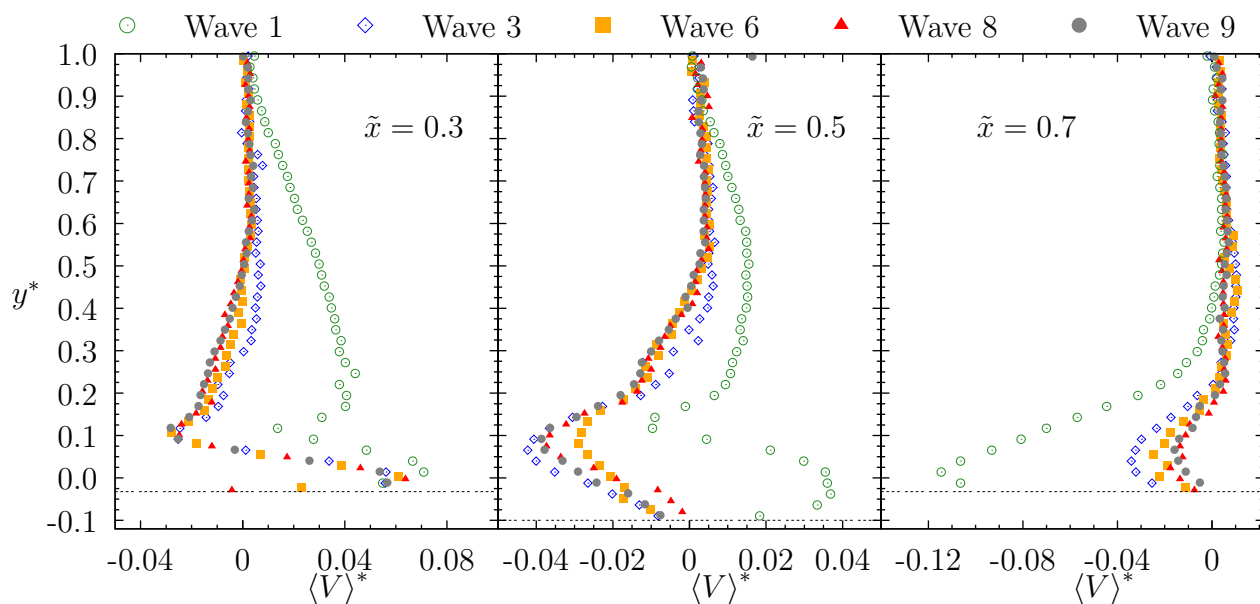 Wave 1 Wave 3 Wave 6 Wave 8 Wave 9
1.0
0.9
0.8
0.7
0.6
0.5
0.4
0.3
0.2
0.1
0.0
-0.1
y*
x̃ = 0.3
x̃ = 0.5
x̃ = 0.7
-0.04 0 0.04 0.08
-0.04 -0.02 0 0.02 0.04
-0.12 -0.08 -0.04 0
⟨V⟩* ⟨V⟩* ⟨V⟩*